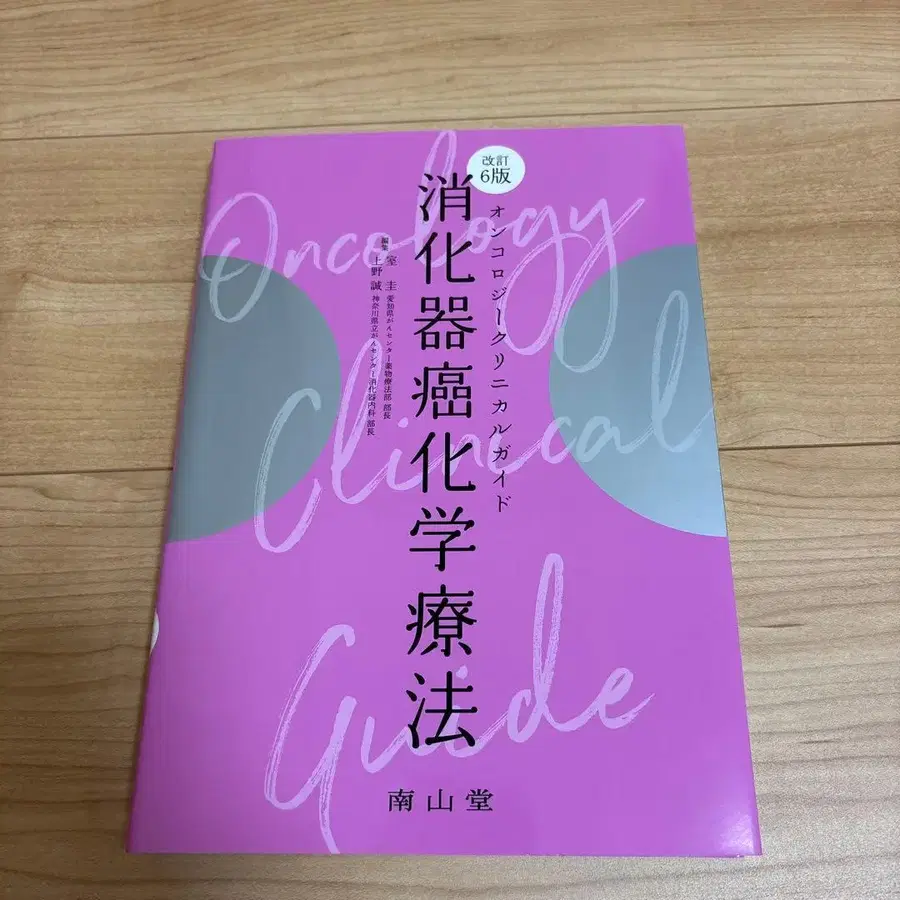 改訂
6版
オンコロジークリニカルガイド
消化器癌化学療法
編集
室 圭 愛知県がんセンター薬物療法部 部長
上野 誠 神奈川県立がんセンター消化器内科 部長
Oncology
Clinical
Guide
南山堂